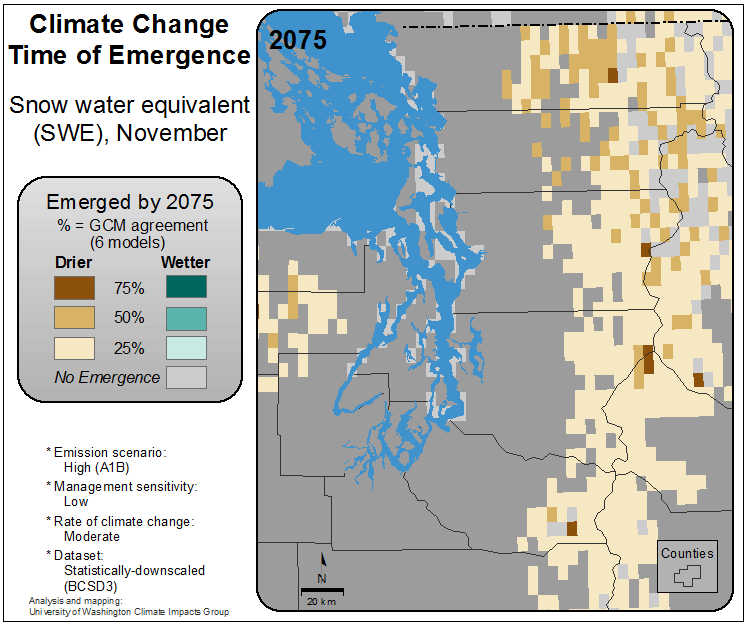 Climate Change
Time of Emergence
Snow water equivalent
(SWE), November
Emerged by 2075
% = GCM agreement
(6 models)
Drier Wetter
75%
50%
25%
No Emergence
* Emission scenario:
High (A1B)
* Management sensitivity:
Low
* Rate of climate change:
Moderate
* Dataset:
Statistically-downscaled
(BCSD3)
Analysis and mapping:
University of Washington Climate Impacts Group
2075
N
20 km
Counties